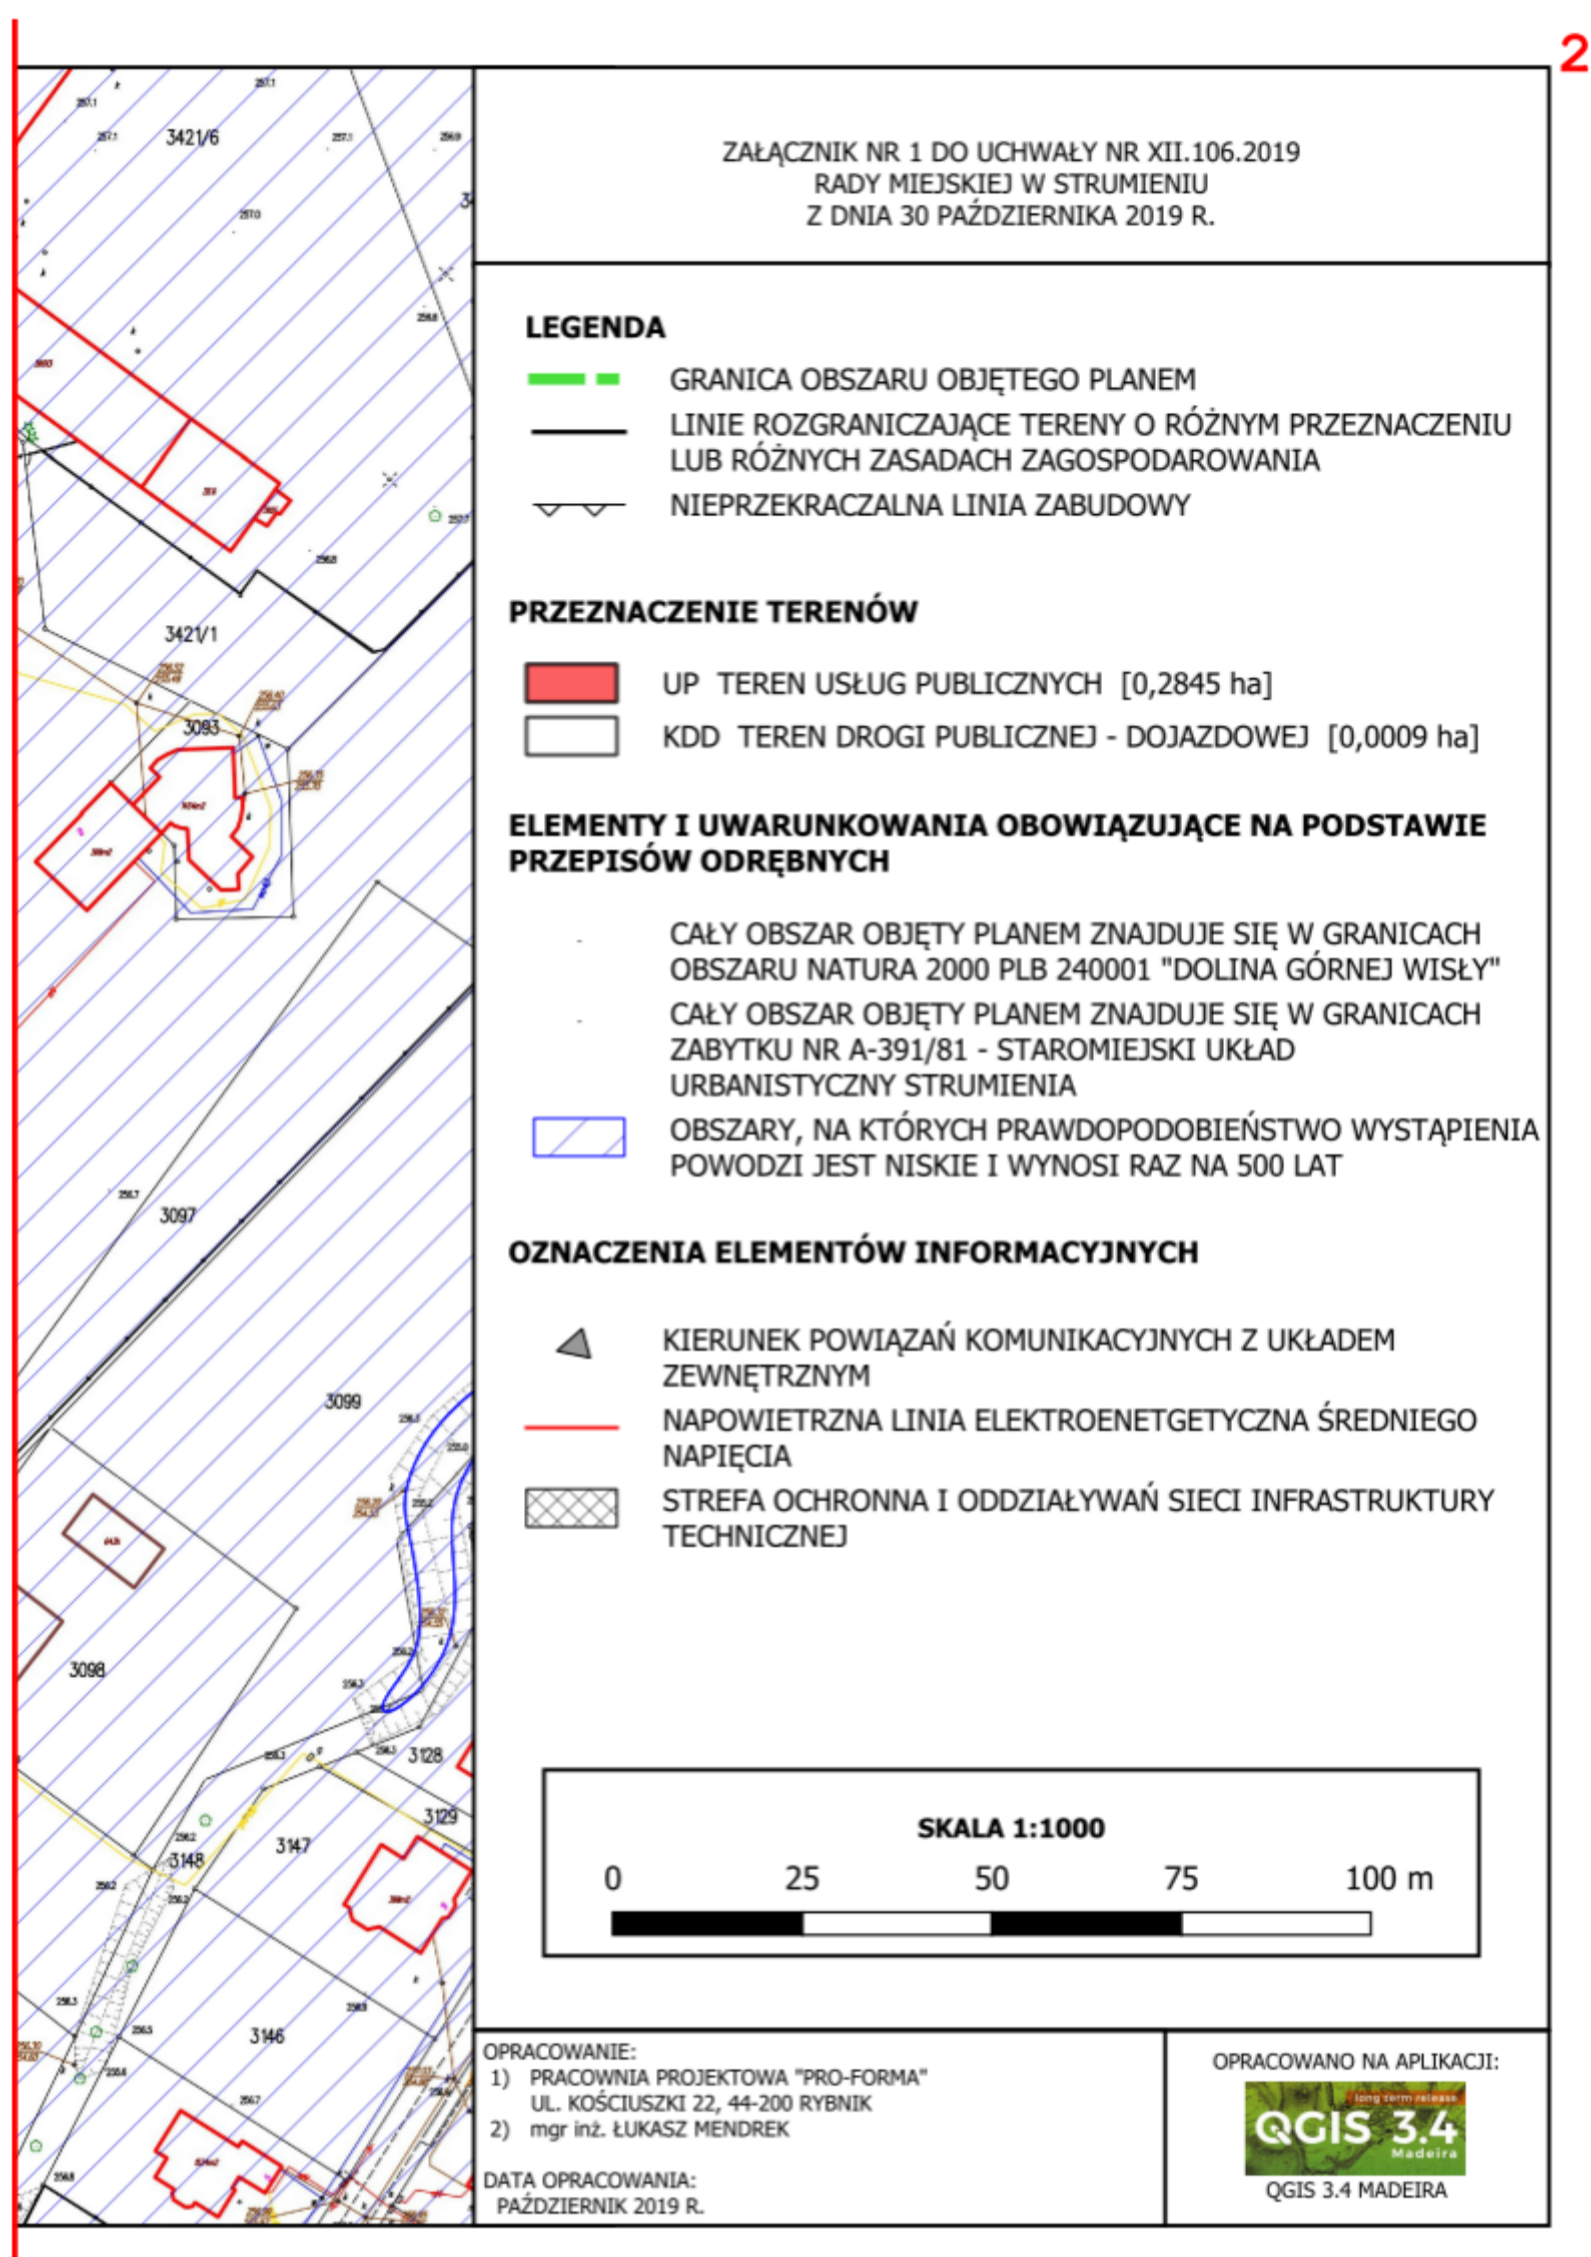 2
ZAŁĄCZNIK NR 1 DO UCHWAŁY NR XII.106.2019
RADY MIEJSKIEJ W STRUMIENIU
Z DNIA 30 PAŹDZIERNIKA 2019 R.
LEGENDA
GRANICA OBSZARU OBJĘTEGO PLANEM
LINIE ROZGRANICZAJĄCE TERENY O RÓŻNYM PRZEZNACZENIU
LUB RÓŻNYCH ZASADACH ZAGOSPODAROWANIA
NIEPRZEKRACZALNA LINIA ZABUDOWY
PRZEZNACZENIE TERENÓW
UP TEREN USŁUG PUBLICZNYCH [0,2845 ha]
KDD TEREN DROGI PUBLICZNEJ - DOJAZDOWEJ [0,0009 ha]
ELEMENTY I UWARUNKOWANIA OBOWIĄZUJĄCE NA PODSTAWIE
PRZEPISÓW ODRĘBNYCH
- CAŁY OBSZAR OBJĘTY PLANEM ZNAJDUJE SIĘ W GRANICACH
OBSZARU NATURA 2000 PLB 240001 "DOLINA GÓRNEJ WISŁY"
- CAŁY OBSZAR OBJĘTY PLANEM ZNAJDUJE SIĘ W GRANICACH
ZABYTKU NR A-391/81 - STAROMIEJSKI UKŁAD
URBANISTYCZNY STRUMIENIA
OBSZARY, NA KTÓRYCH PRAWDOPODOBIEŃSTWO WYSTĄPIENIA
POWODZI JEST NISKIE I WYNOSI RAZ NA 500 LAT
OZNACZENIA ELEMENTÓW INFORMACYJNYCH
KIERUNEK POWIĄZAŃ KOMUNIKACYJNYCH Z UKŁADEM
ZEWNĘTRZNYM
NAPOWIETRZNA LINIA ELEKTROENETGETYCZNA ŚREDNIEGO
NAPIĘCIA
STREFA OCHRONNA I ODDZIAŁYWAŃ SIECI INFRASTRUKTURY
TECHNICZNEJ
SKALA 1:1000
0 25 50 75 100 m
OPRACOWANIE:
1) PRACOWNIA PROJEKTOWA "PRO-FORMA"
UL. KOŚCIUSZKI 22, 44-200 RYBNIK
2) mgr inż. ŁUKASZ MENDREK
DATA OPRACOWANIA:
PAŹDZIERNIK 2019 R.
OPRACOWANO NA APLIKACJI:
long term release
QGIS 3.4
Madeira
QGIS 3.4 MADEIRA
3421/6
3421/1
3093
3097
3099
3098
3128
3129
3147
3148
3146